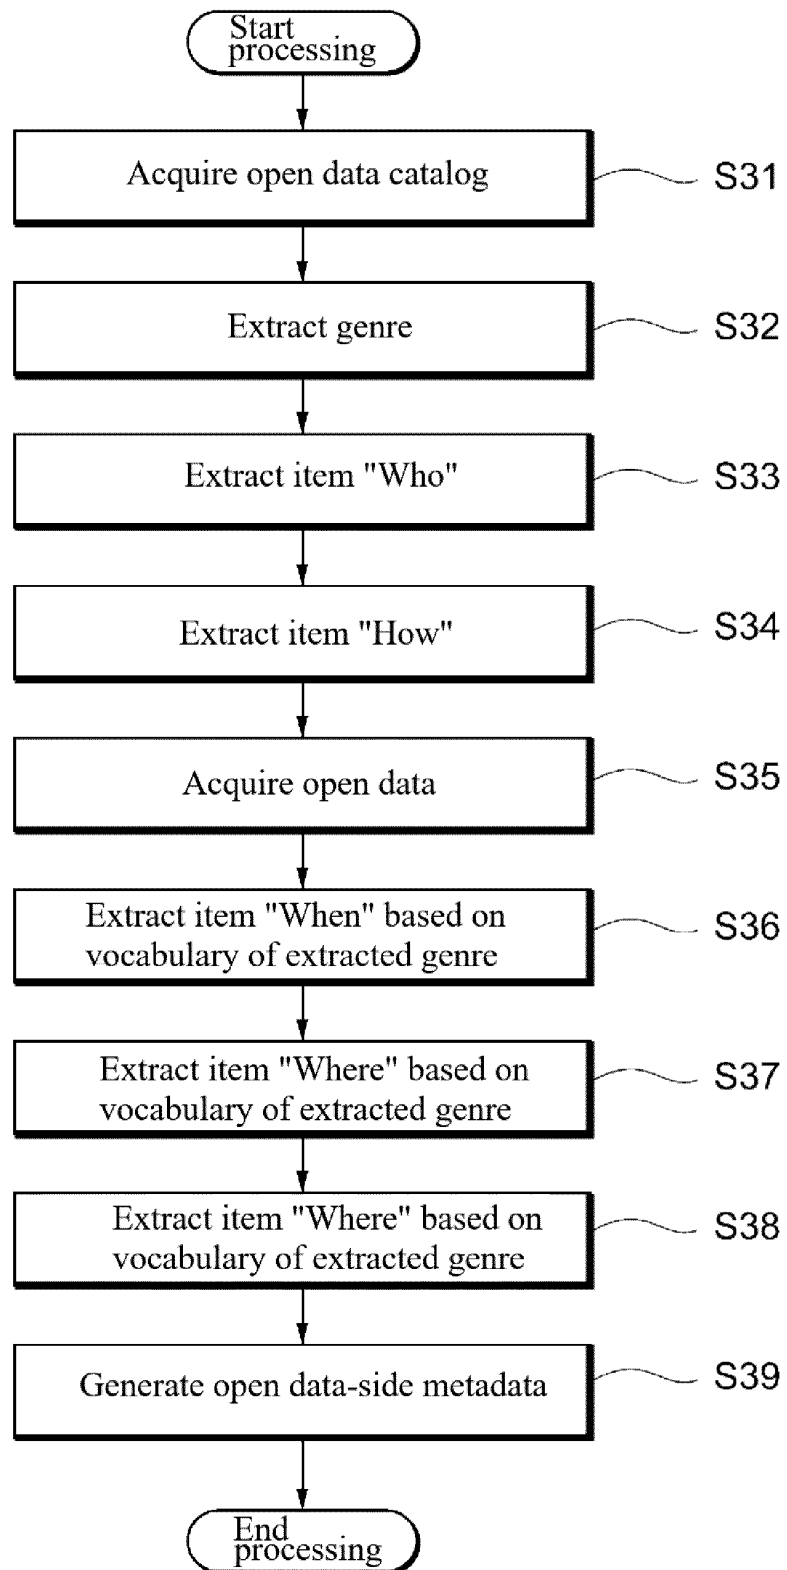 Start
processing
Acquire open data catalog
S31
Extract genre
S32
Extract item "Who"
S33
Extract item "How"
S34
Acquire open data
S35
Extract item "When" based on
vocabulary of extracted genre
S36
Extract item "Where" based on
vocabulary of extracted genre
S37
Extract item "Where" based on
vocabulary of extracted genre
S38
Generate open data-side metadata
S39
End
processing